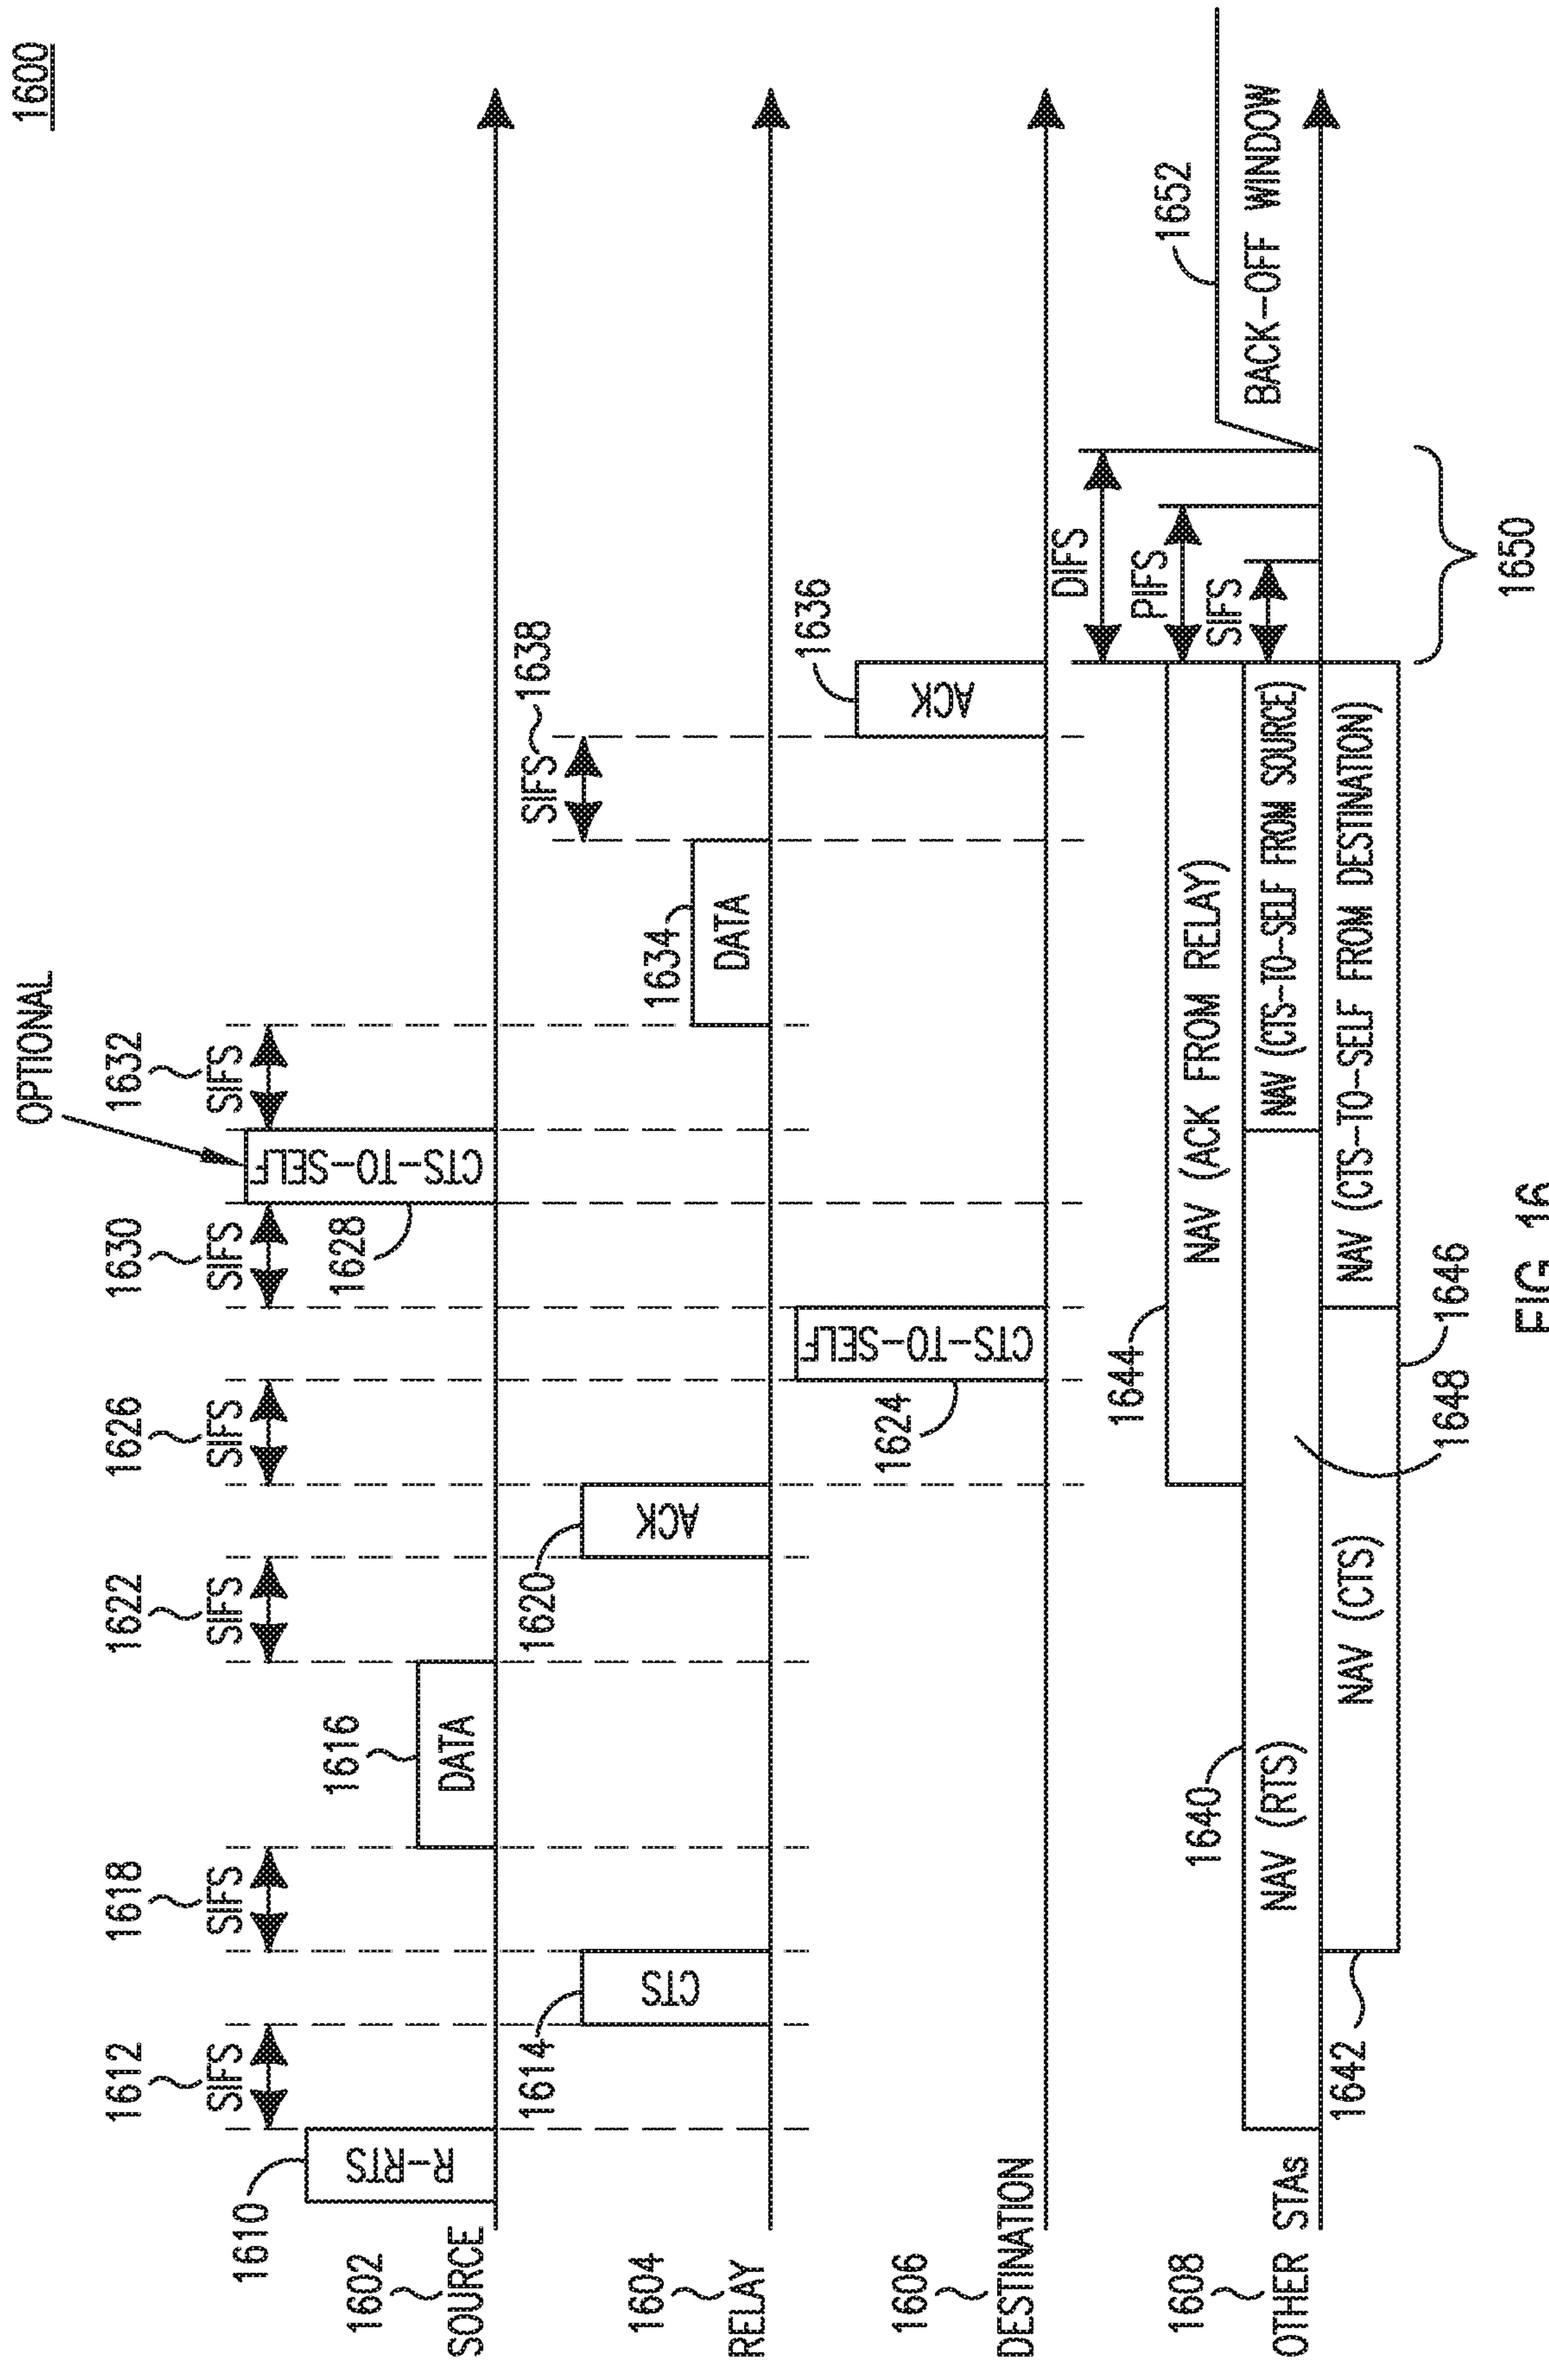 1600
OPTIONAL
1612
SIFS
1618
SIFS
1622
SIFS
1626
SIFS
1630
SIFS
1632
SIFS
1610
R-RTS
1616
DATA
1628
CTS-TO-SELF
1602
SOURCE
SIFS
1638
1614
CTS
1620
ACK
1634
DATA
1604
RELAY
1624
CTS-TO-SELF
1636
ACK
1606
DESTINATION
DIFS
PIFS
SIFS
1652
BACK-OFF WINDOW
1644
NAV (ACK FROM RELAY)
1640
NAV (RTS)
NAV (CTS-TO-SELF FROM SOURCE)
1608
OTHER STAs
1642
NAV (CTS)
NAV (CTS-TO-SELF FROM DESTINATION)
1648
1646
1650
FIG. 16